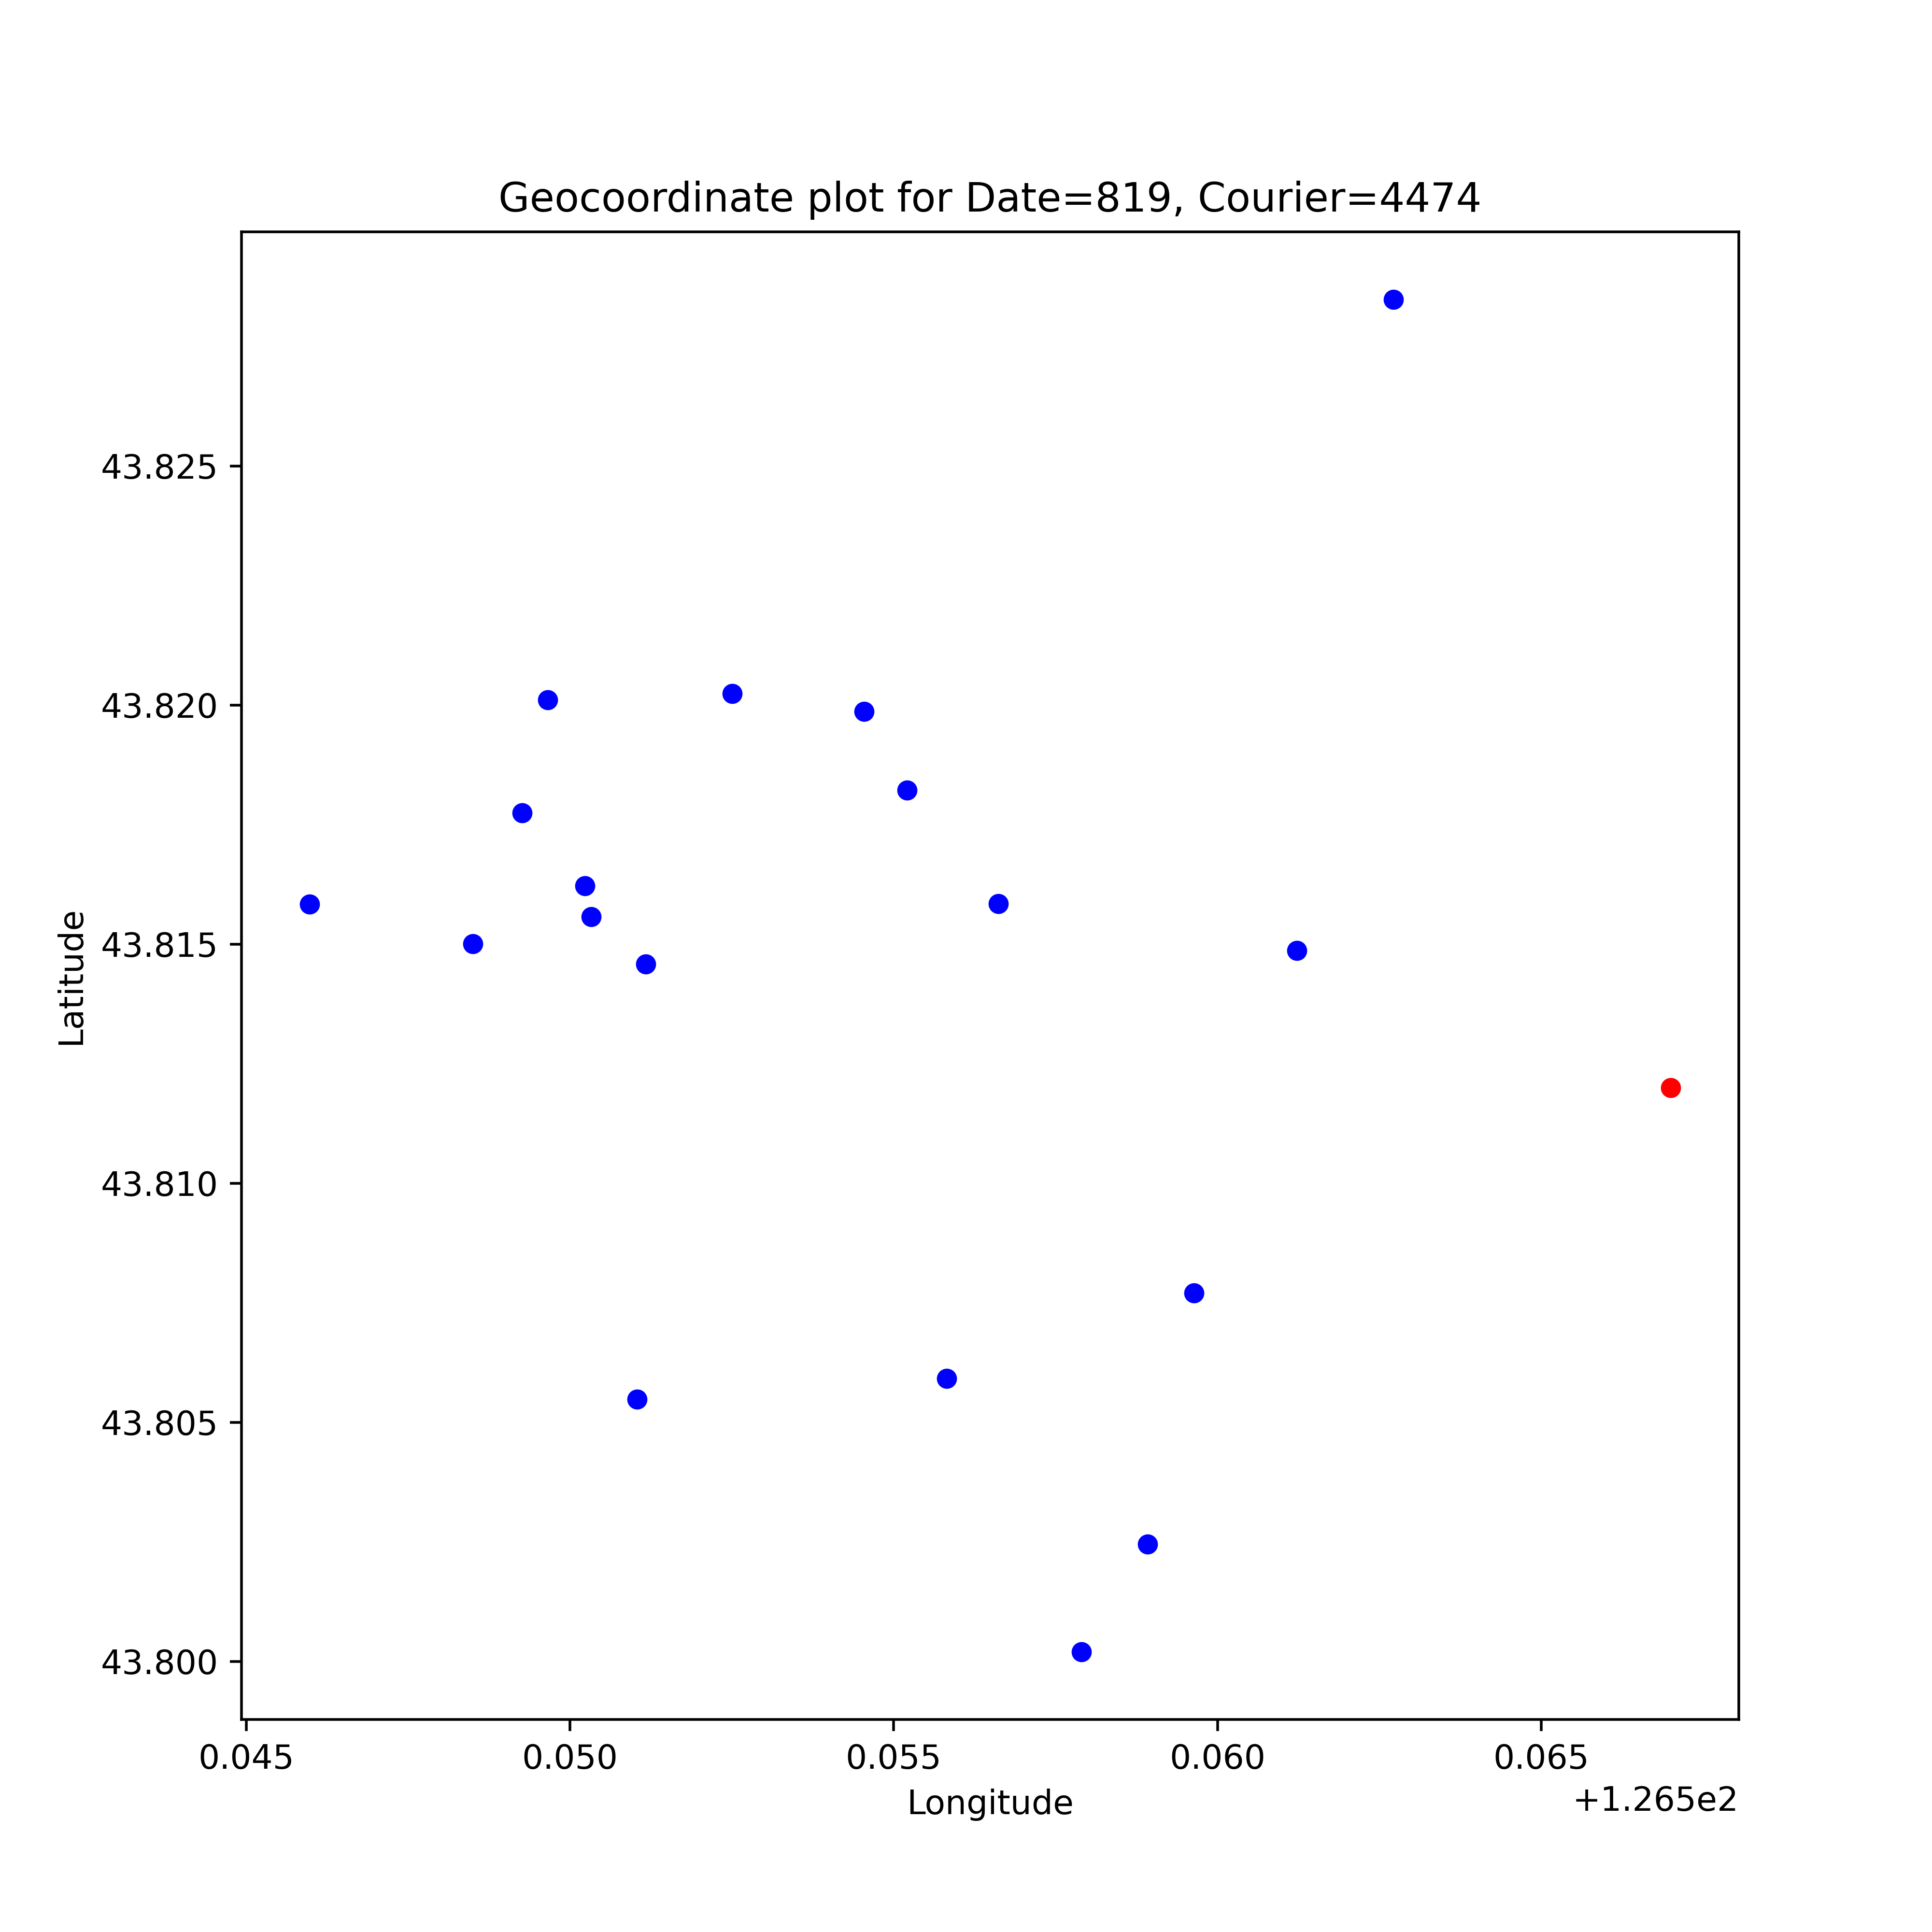 Geocoordinate plot for Date=819, Courier=4474
43.825
43.820
43.815
43.810
43.805
43.800
Latitude
0.045 0.050 0.055 0.060 0.065
Longitude
+1.265e2